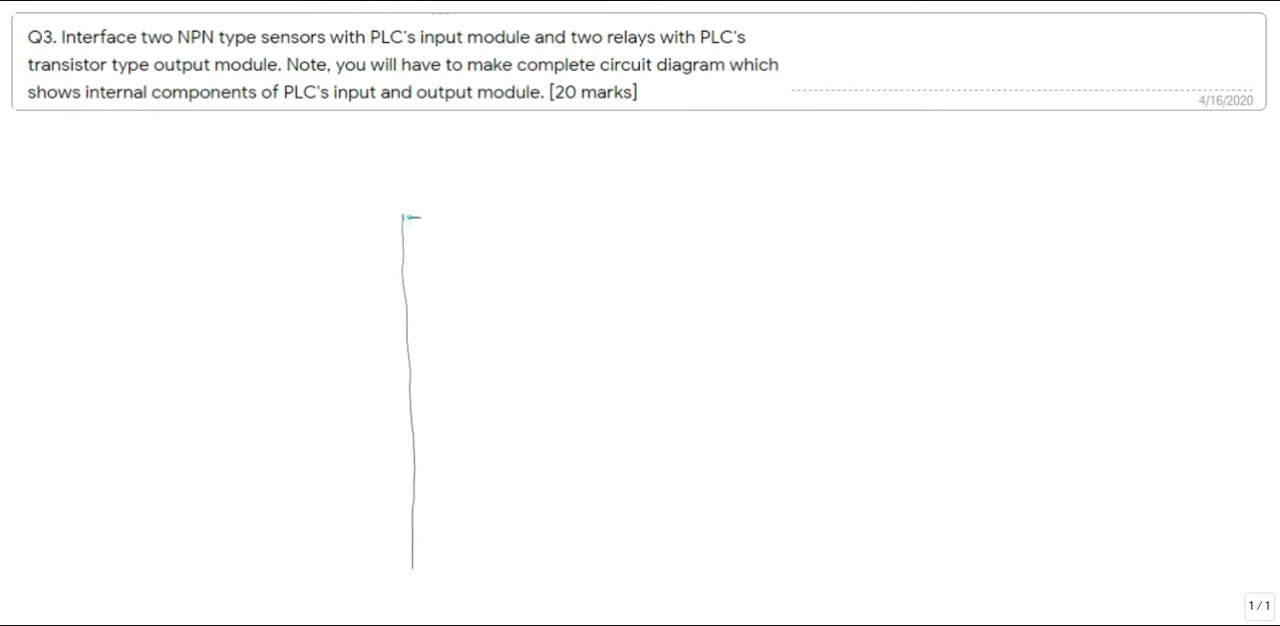 Q3. Interface two NPN type sensors with PLC's input module and two relays with PLC's
transistor type output module. Note, you will have to make complete circuit diagram which
shows internal components of PLC's input and output module. [20 marks]
4/16/2020
1 / 1